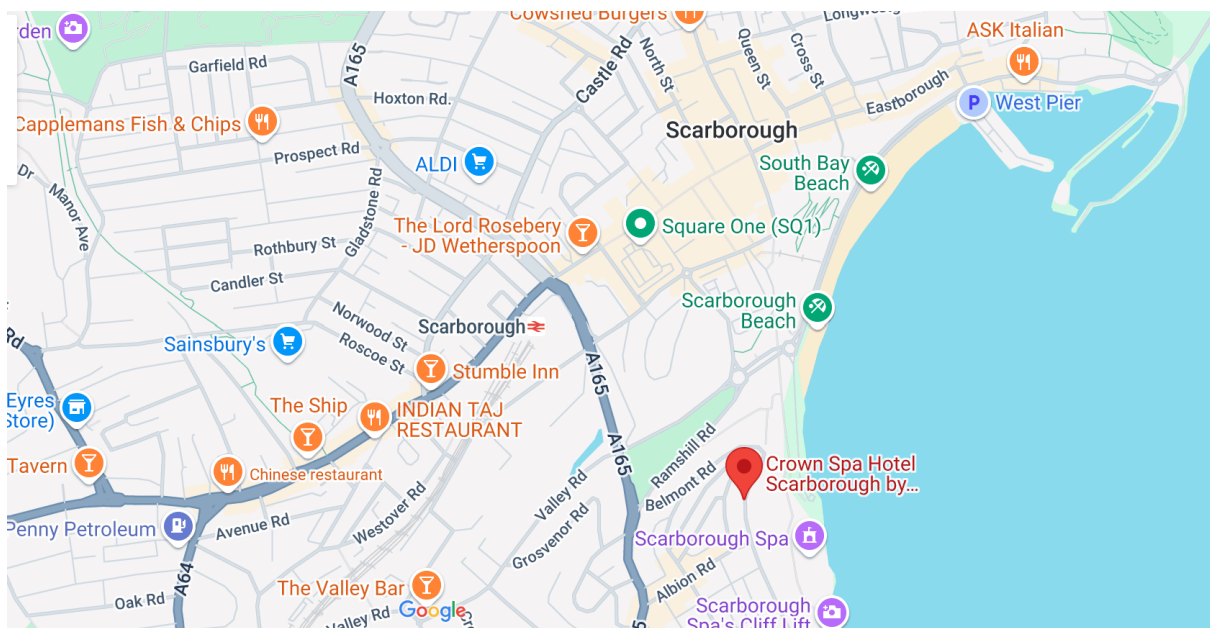 rden
Cowshed Burgers
Longwestg
ASK Italian
Garfield Rd
A165
Castle Rd
North St
Queen St
Cross St
Hoxton Rd.
Eastborough
P
West Pier
Capplemans Fish & Chips
Scarborough
Prospect Rd
ALDI
South Bay
Beach
Dr
Manor Ave
Gladstone Rd
The Lord Rosebery
- JD Wetherspoon
Square One (SQ1)
Rothbury St
Candler St
Norwood St
Roscoe St
Scarborough
Scarborough
Beach
Rd
Sainsbury's
Stumble Inn
A165
Eyres
Store)
The Ship
INDIAN TAJ
RESTAURANT
A165
Ramshill Rd
Tavern
Chinese restaurant
Valley Rd
Belmont Rd
Crown Spa Hotel
Scarborough by...
Westover Rd
Grosvenor Rd
Penny Petroleum
Avenue Rd
Scarborough Spa
A64
The Valley Bar
Albion Rd
Oak Rd
Valley Rd
Google
Scarborough
Spa's Cliff Lift